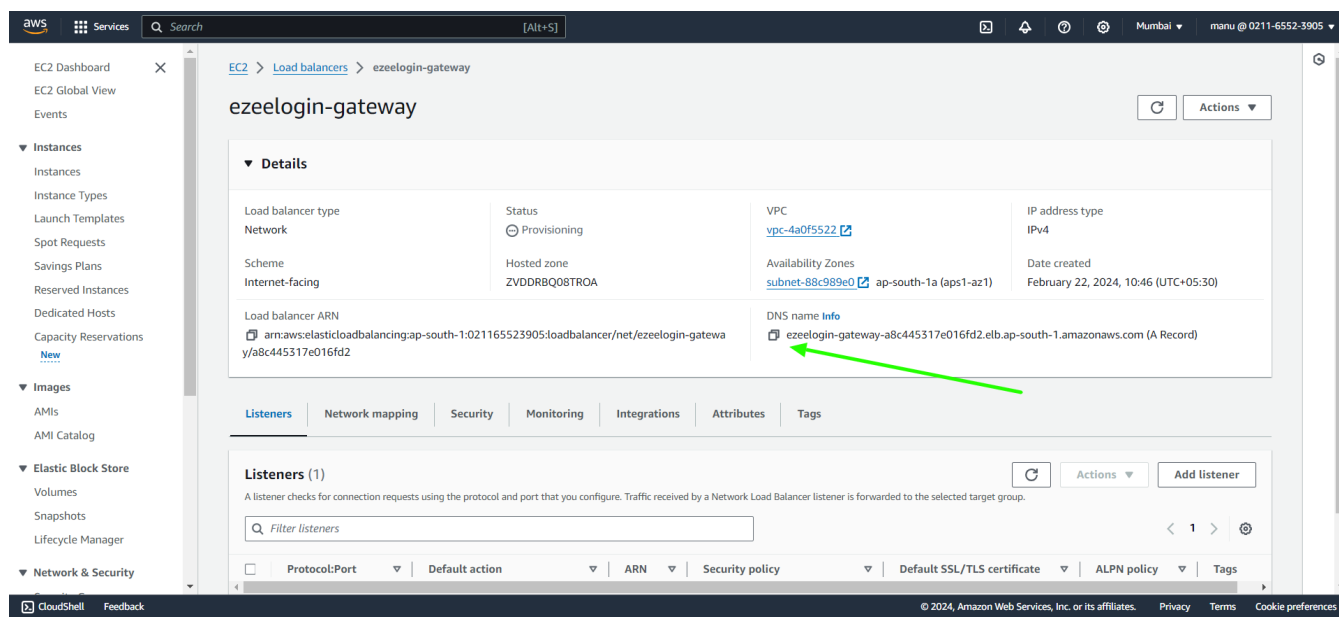 aws Services Search [Alt+S] Mumbai manu @ 0211-6552-3905
EC2 Dashboard
EC2 Global View
Events
Instances
Instances
Instance Types
Launch Templates
Spot Requests
Savings Plans
Reserved Instances
Dedicated Hosts
Capacity Reservations
New
Images
AMIs
AMI Catalog
Elastic Block Store
Volumes
Snapshots
Lifecycle Manager
Network & Security
EC2 > Load balancers > ezeelogin-gateway
ezeelogin-gateway
Actions
Details
Load balancer type
Network
Status
Provisioning
VPC
vpc-4a0f5522
IP address type
IPv4
Scheme
Internet-facing
Hosted zone
ZVDDRBQ08TROA
Availability Zones
subnet-88c989e0 ap-south-1a (aps1-az1)
Date created
February 22, 2024, 10:46 (UTC+05:30)
Load balancer ARN
arn:aws:elasticloadbalancing:ap-south-1:021165523905:loadbalancer/net/ezeelogin-gatewa
y/a8c445317e016fd2
DNS name Info
ezeelogin-gateway-a8c445317e016fd2.elb.ap-south-1.amazonaws.com (A Record)
Listeners Network mapping Security Monitoring Integrations Attributes Tags
Listeners (1)
Actions Add listener
A listener checks for connection requests using the protocol and port that you configure. Traffic received by a Network Load Balancer listener is forwarded to the selected target group.
Filter listeners
1
Protocol:Port Default action ARN Security policy Default SSL/TLS certificate ALPN policy Tags
CloudShell Feedback © 2024, Amazon Web Services, Inc. or its affiliates. Privacy Terms Cookie preferences